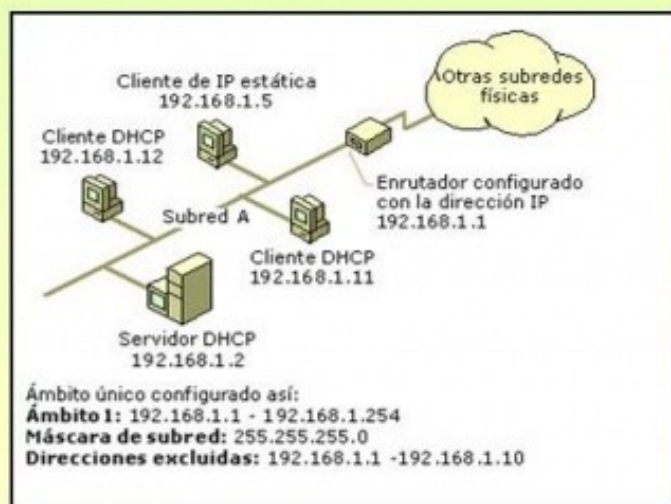 Otras subredes
físicas
Cliente de IP estática
192.168.1.5
Cliente DHCP
192.168.1.12
Enrutador configurado
con la dirección IP
192.168.1.1
Subred A
Cliente DHCP
192.168.1.11
Servidor DHCP
192.168.1.2
Ámbito único configurado así:
Ámbito 1: 192.168.1.1 - 192.168.1.254
Máscara de subred: 255.255.255.0
Direcciones excluidas: 192.168.1.1 -192.168.1.10